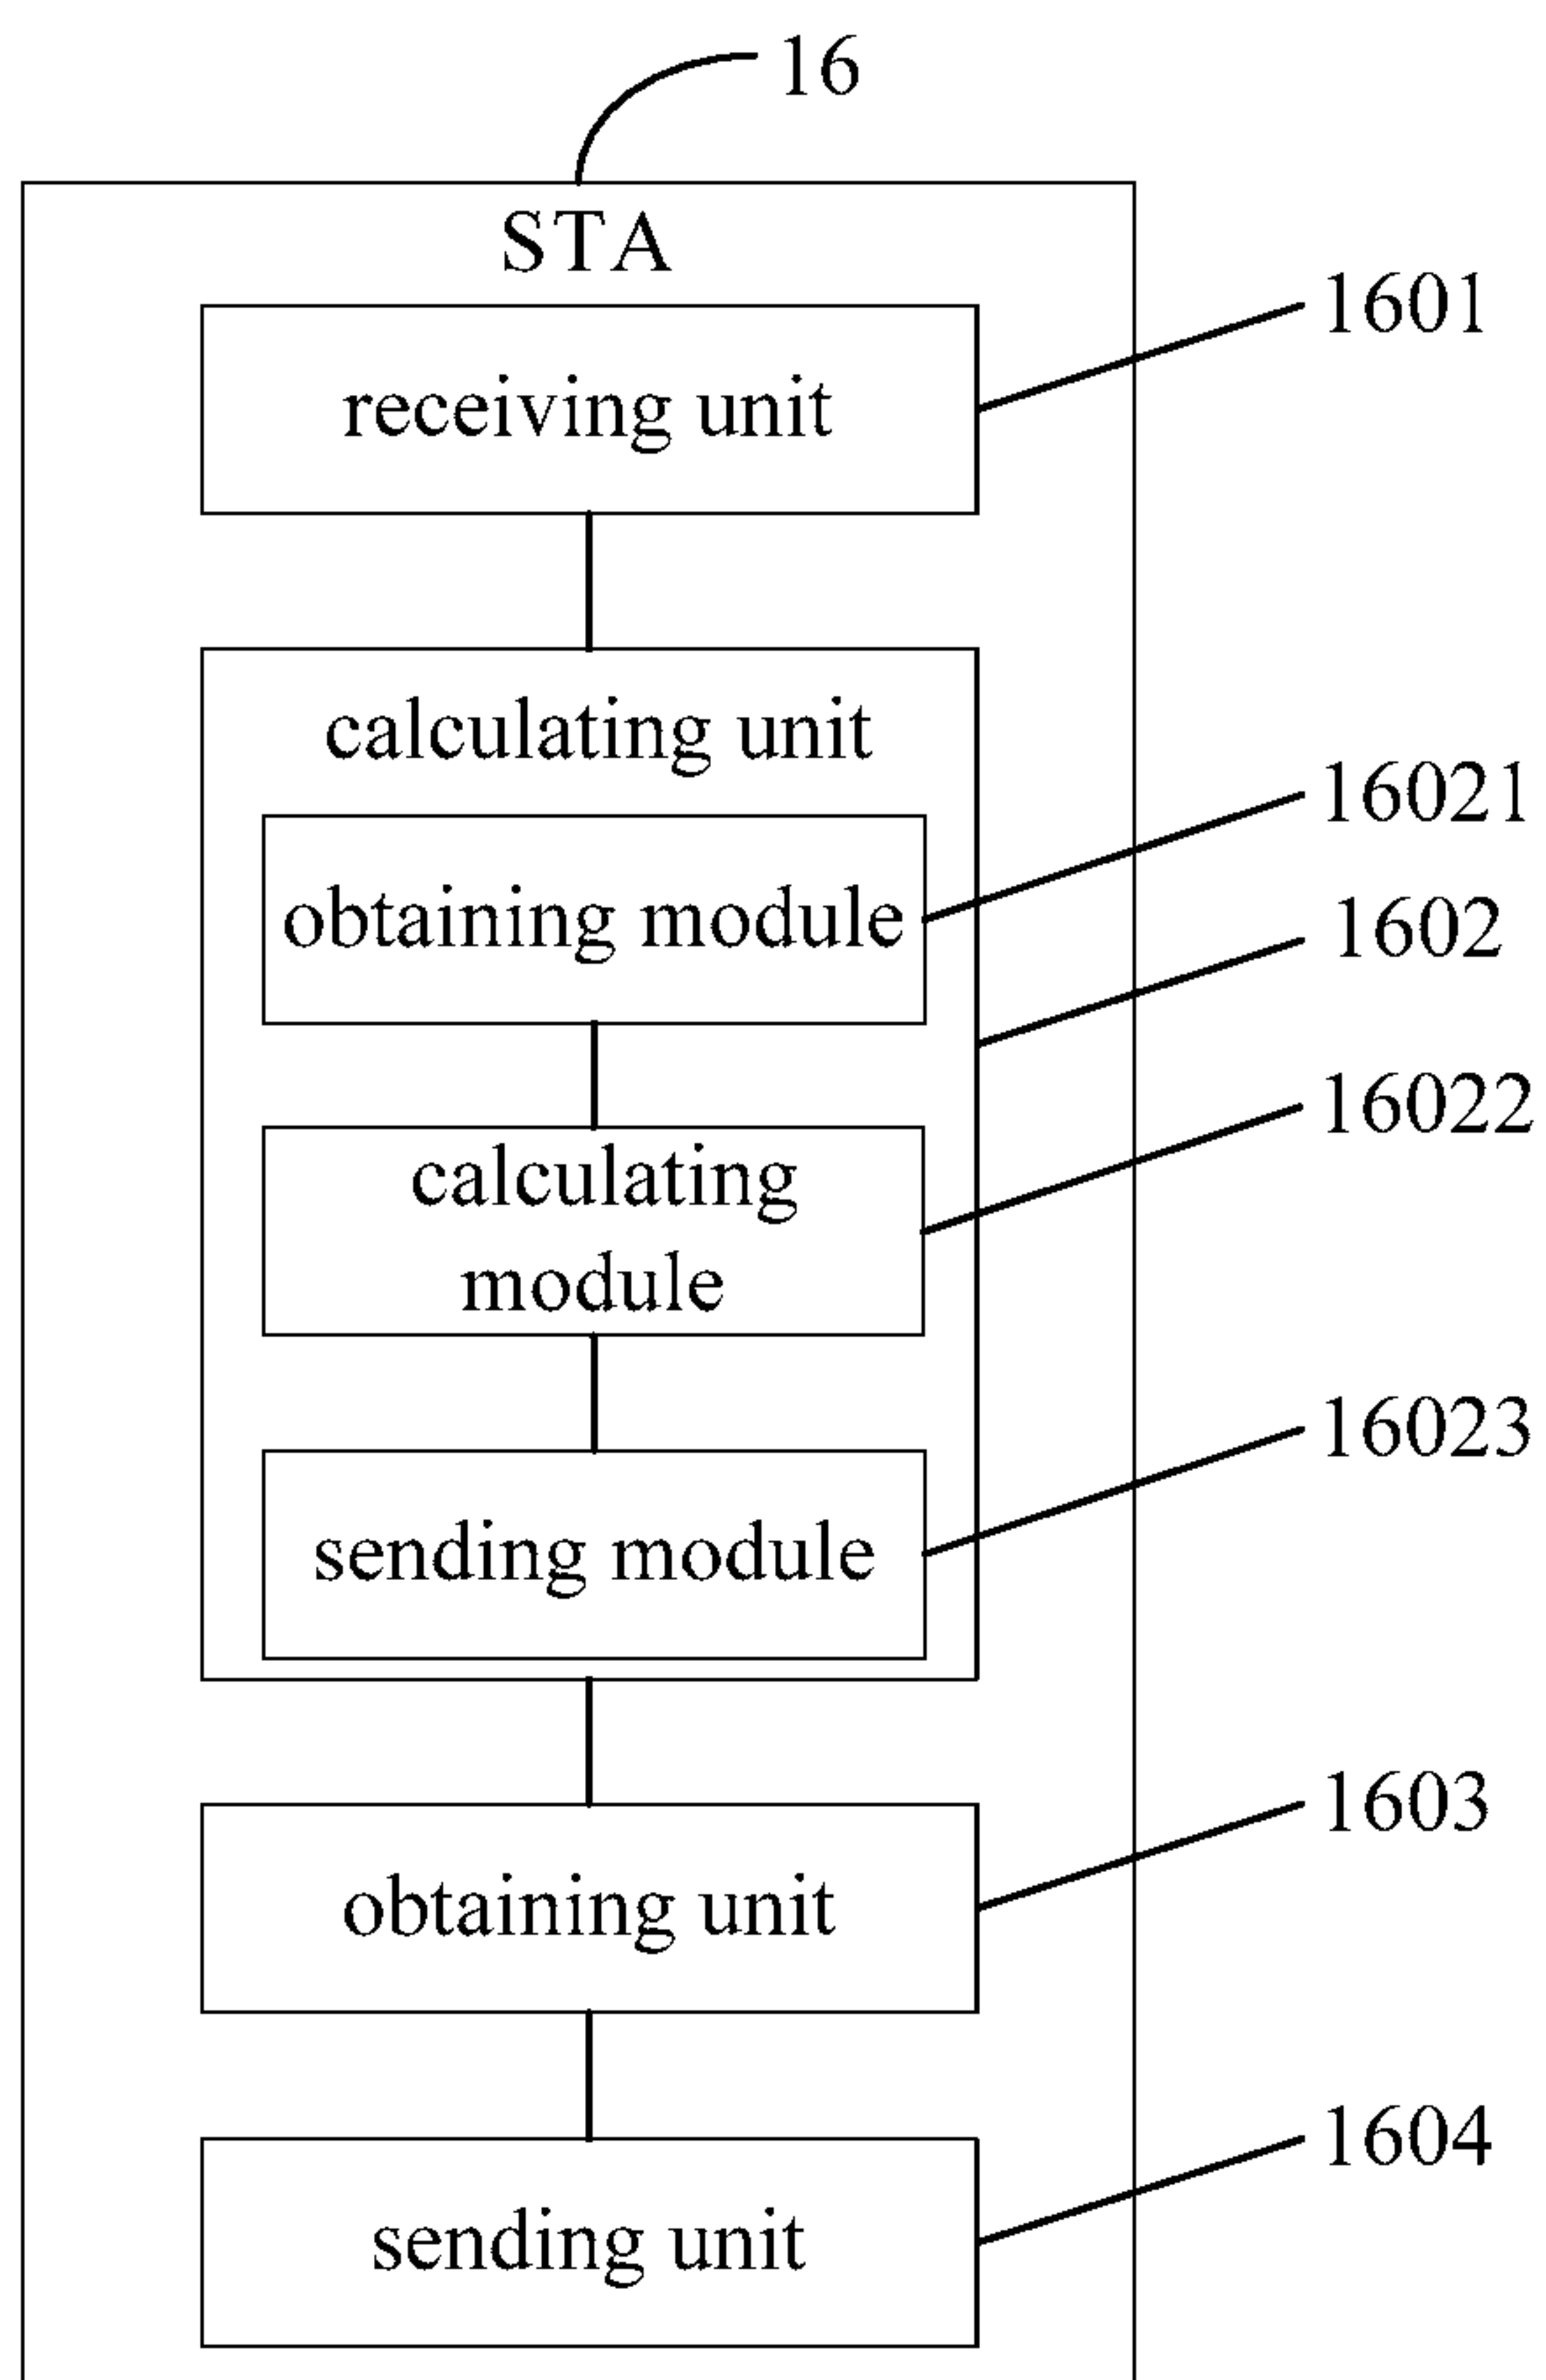 16
STA
1601
receiving unit
calculating unit
16021
obtaining module
1602
16022
calculating
module
16023
sending module
1603
obtaining unit
1604
sending unit